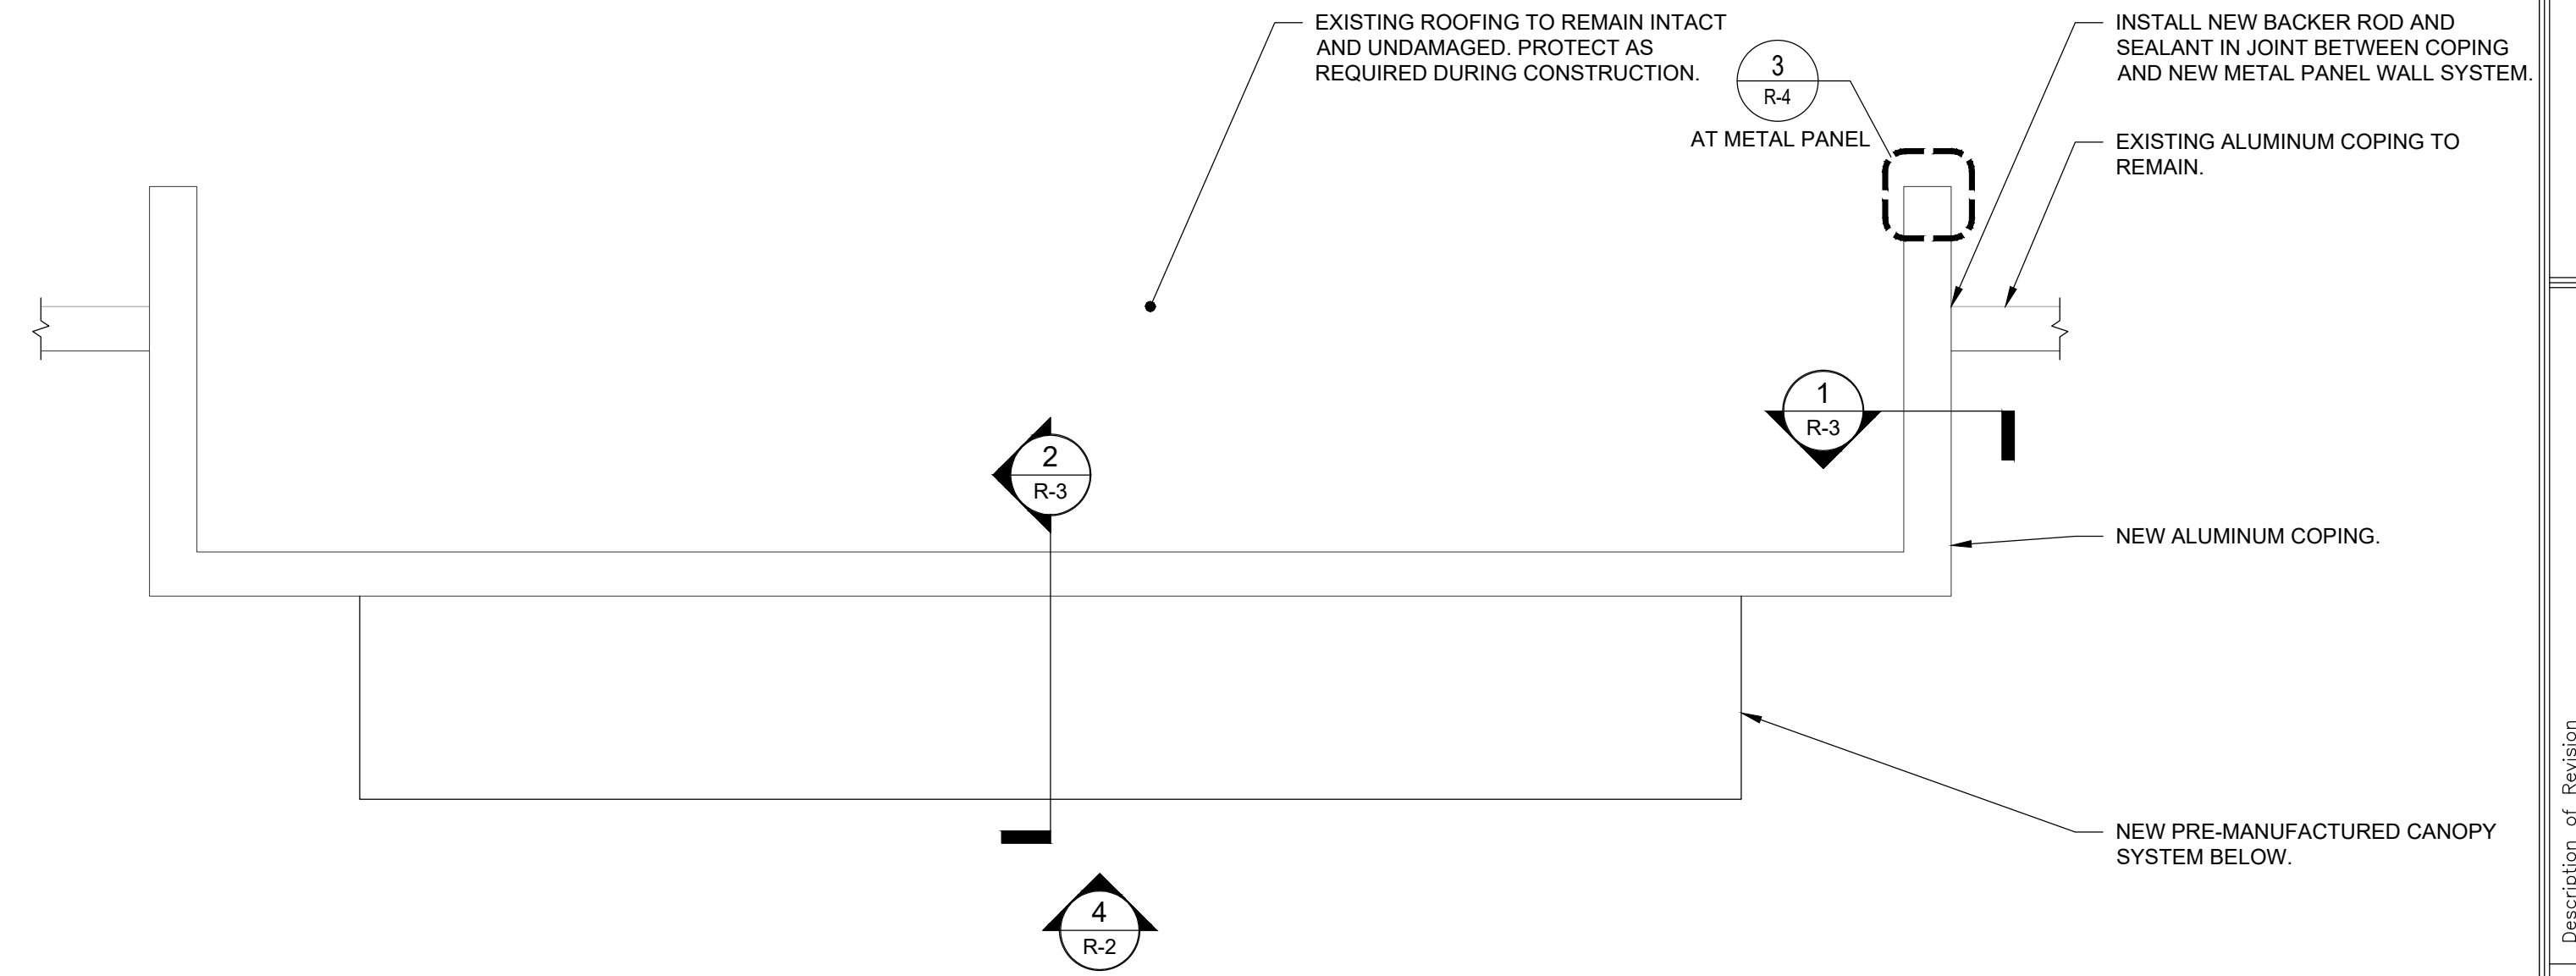 EXISTING ROOFING TO REMAIN INTACT
AND UNDAMAGED. PROTECT AS
REQUIRED DURING CONSTRUCTION.
3
R-4
AT METAL PANEL
INSTALL NEW BACKER ROD AND
SEALANT IN JOINT BETWEEN COPING
AND NEW METAL PANEL WALL SYSTEM.
EXISTING ALUMINUM COPING TO
REMAIN.
1
R-3
2
R-3
NEW ALUMINUM COPING.
NEW PRE-MANUFACTURED CANOPY
SYSTEM BELOW.
4
R-2
Description of Revision